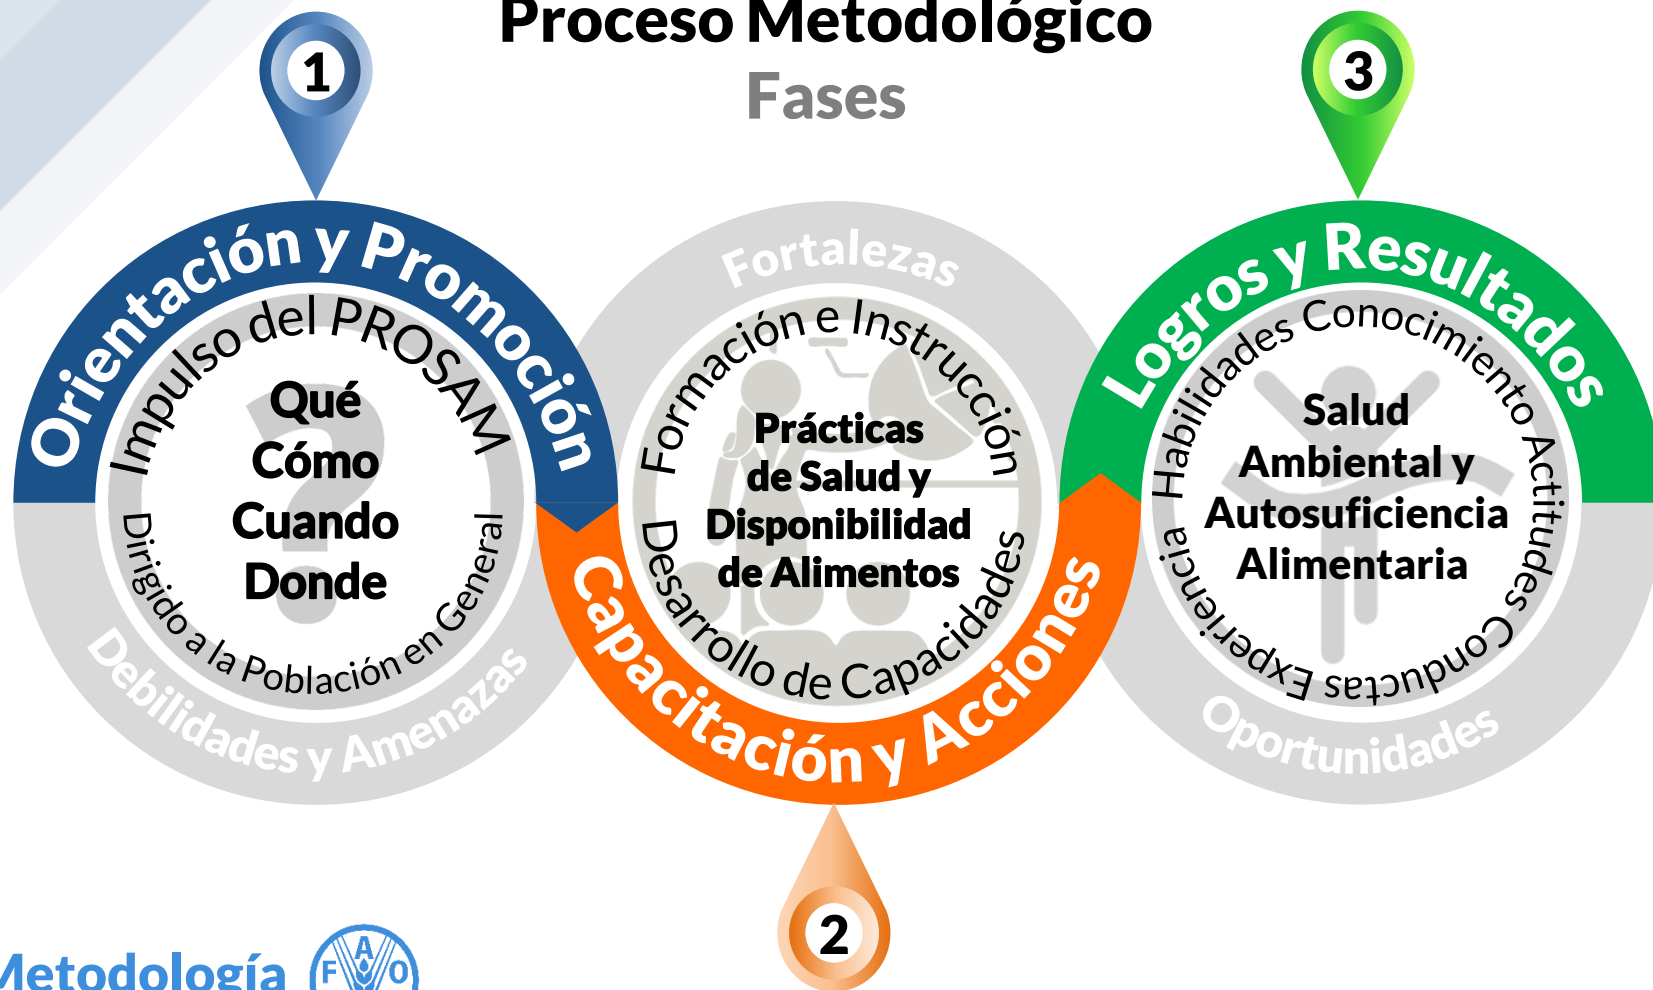 Proceso Metodológico
Fases
1
Orientación y Promoción
Impulso del PROSAM
Qué
Cómo
Cuando
Donde
Dirigido a la Población en General
Debilidades y Amenazas
Fortalezas
Formación e Instrucción
Prácticas
de Salud y
Disponibilidad
de Alimentos
Desarrollo de Capacidades
Capacitación y Acciones
2
3
Logros y Resultados
Habilidades Conocimiento Actitudes Conductas Experiencia
Salud
Ambiental y
Autosuficiencia
Alimentaria
Oportunidades
Metodología
F A O